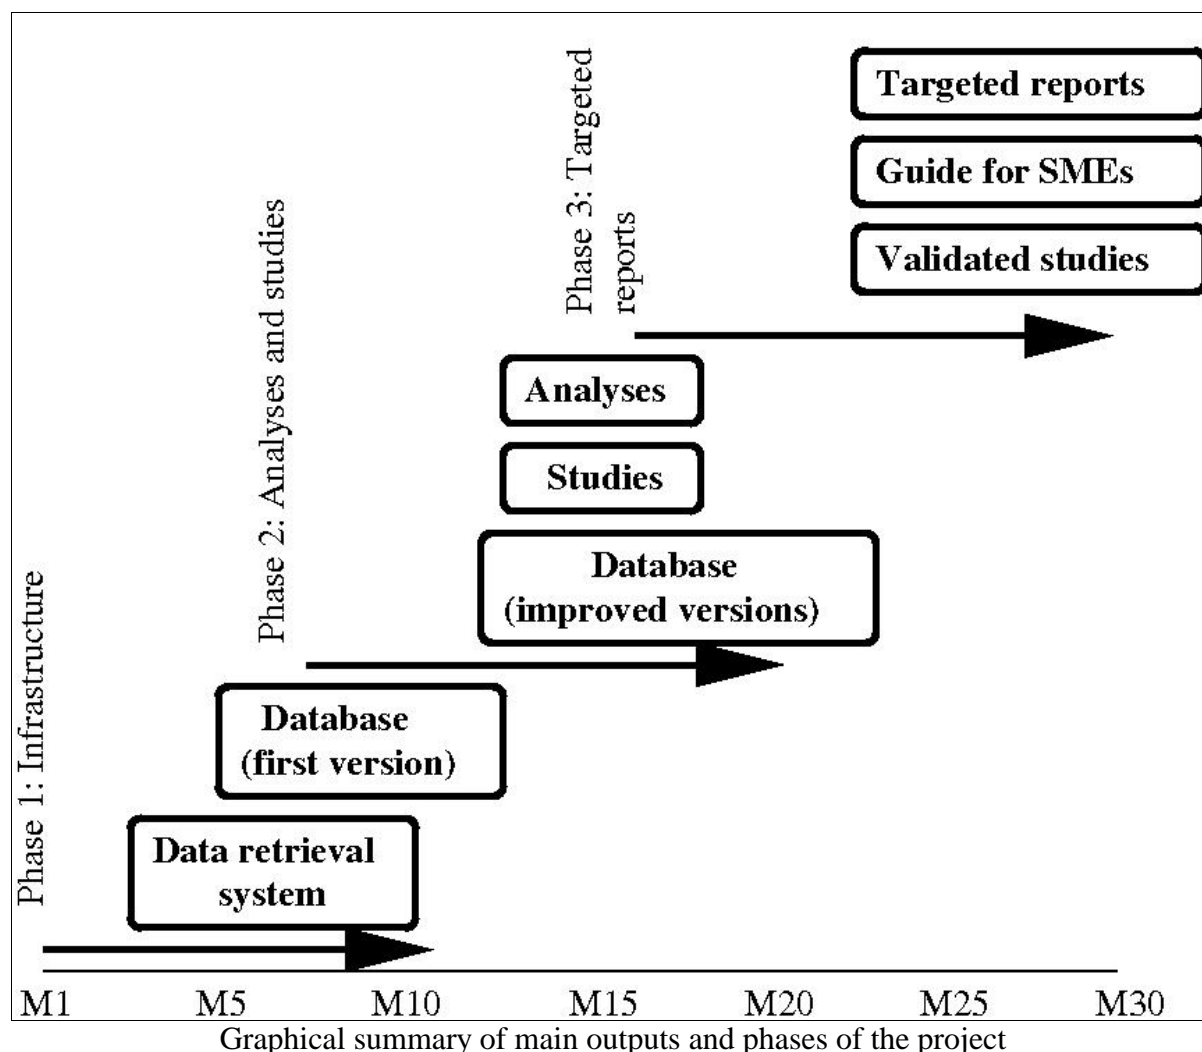 Phase 1: Infrastructure
Phase 2: Analyses and studies
Phase 3: Targeted
reports
Targeted reports
Guide for SMEs
Validated studies
Analyses
Studies
Database
(improved versions)
Database
(first version)
Data retrieval
system
M1 M5 M10 M15 M20 M25 M30
Graphical summary of main outputs and phases of the project